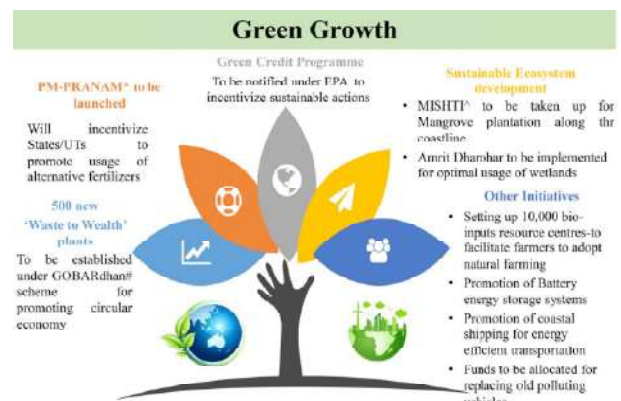 Green Growth
Green Credit Programme
To be notified under EPA to
incentivize sustainable actions
PM-PRANAM* to be
launched
Will incentivize
States/UTs to
promote usage of
alternative fertilizers
500 new
‘Waste to Wealth’
plants
To be established
under GOBARdhan#
scheme for
promoting circular
economy
Sustainable Ecosystem
development
• MISHTI^ to be taken up for
Mangrove plantation along thr
coastline
• Amrit Dharohar to be implemented
for optimal usage of wetlands
Other Initiatives
• Setting up 10,000 bio-
inputs resource centres-to
facilitate farmers to adopt
natural farming
• Promotion of Battery
energy storage systems
• Promotion of coastal
shipping for energy
efficient transportation
• Funds to be allocated for
replacing old polluting
vehicles